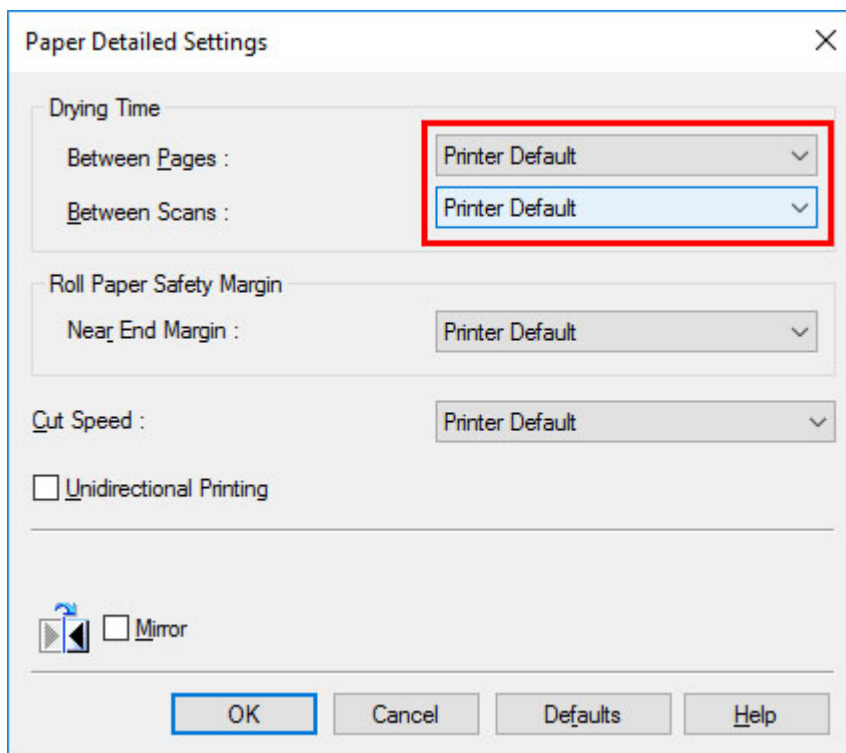 Paper Detailed Settings
Drying Time
Between Pages : Printer Default
Between Scans : Printer Default
Roll Paper Safety Margin
Near End Margin : Printer Default
Cut Speed : Printer Default
Unidirectional Printing
Mirror
OK Cancel Defaults Help